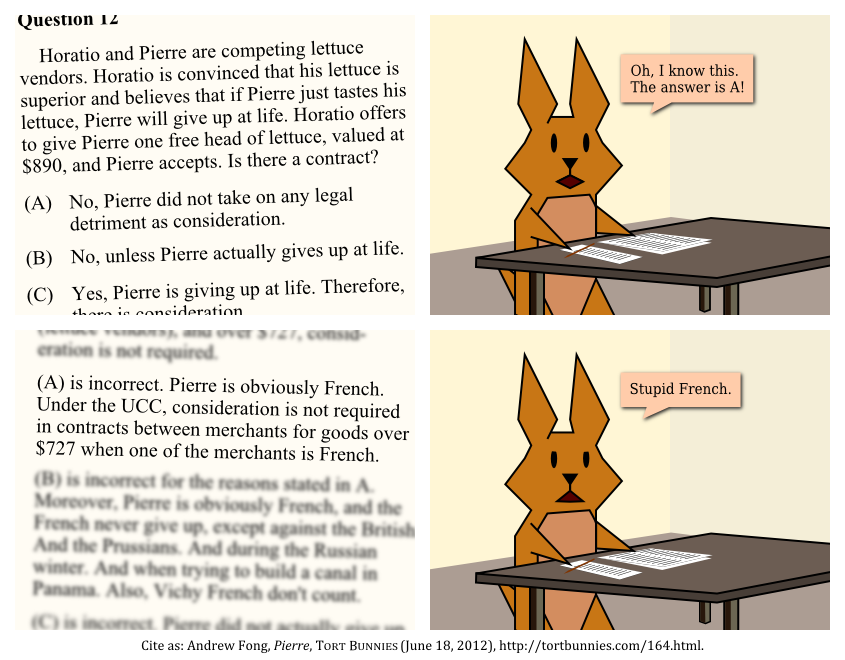 Question 12
Horatio and Pierre are competing lettuce
vendors. Horatio is convinced that his lettuce is
superior and believes that if Pierre just tastes his
lettuce, Pierre will give up at life. Horatio offers
to give Pierre one free head of lettuce, valued at
$890, and Pierre accepts. Is there a contract?
(A) No, Pierre did not take on any legal
detriment as consideration.
(B) No, unless Pierre actually gives up at life.
(C) Yes, Pierre is giving up at life. Therefore,
there is consideration
Oh, I know this.
The answer is A!
(lettuce vendors), and over $727, consid-
eration is not required.
(A) is incorrect. Pierre is obviously French.
Under the UCC, consideration is not required
in contracts between merchants for goods over
$727 when one of the merchants is French.
(B) is incorrect for the reasons stated in A.
Moreover, Pierre is obviously French, and the
French never give up, except against the British
And the Prussians. And during the Russian
winter. And when trying to build a canal in
Panama. Also, Vichy French don't count.
(C) is incorrect. Pierre did not actually give up
Stupid French.
Cite as: Andrew Fong, Pierre, TORT BUNNIES (June 18, 2012), http://tortbunnies.com/164.html.